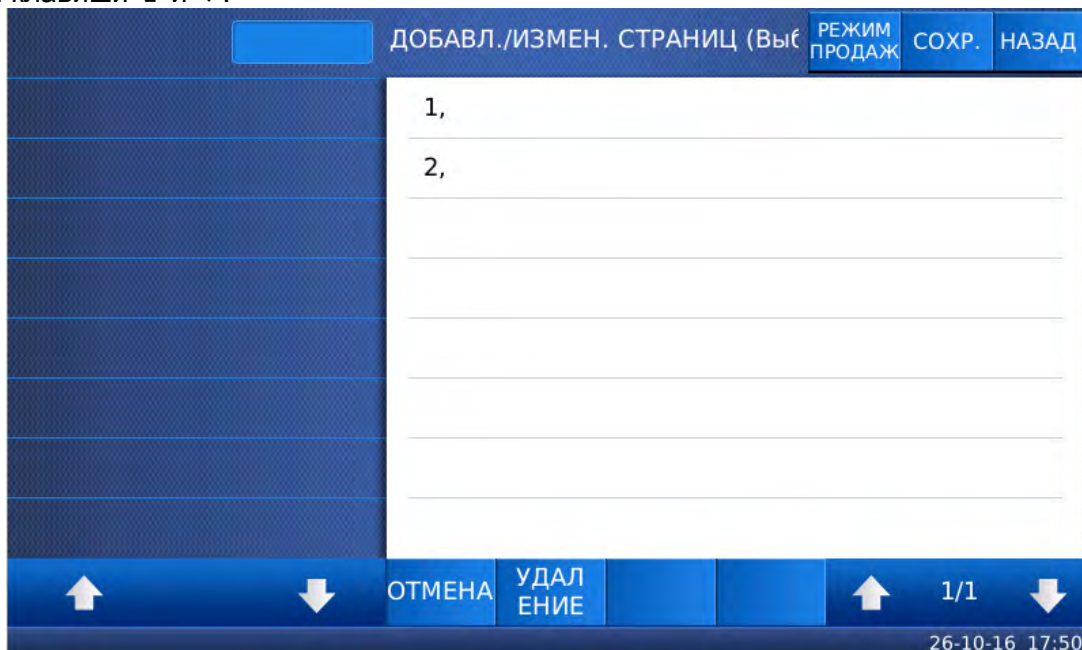 ДОБАВЛ./ИЗМЕН. СТРАНИЦ (Выб
РЕЖИМ
ПРОДАЖ
СОХР.
НАЗАД
1,
2,
ОТМЕНА
УДАЛ
ЕНИЕ
1/1
26-10-16 17:50